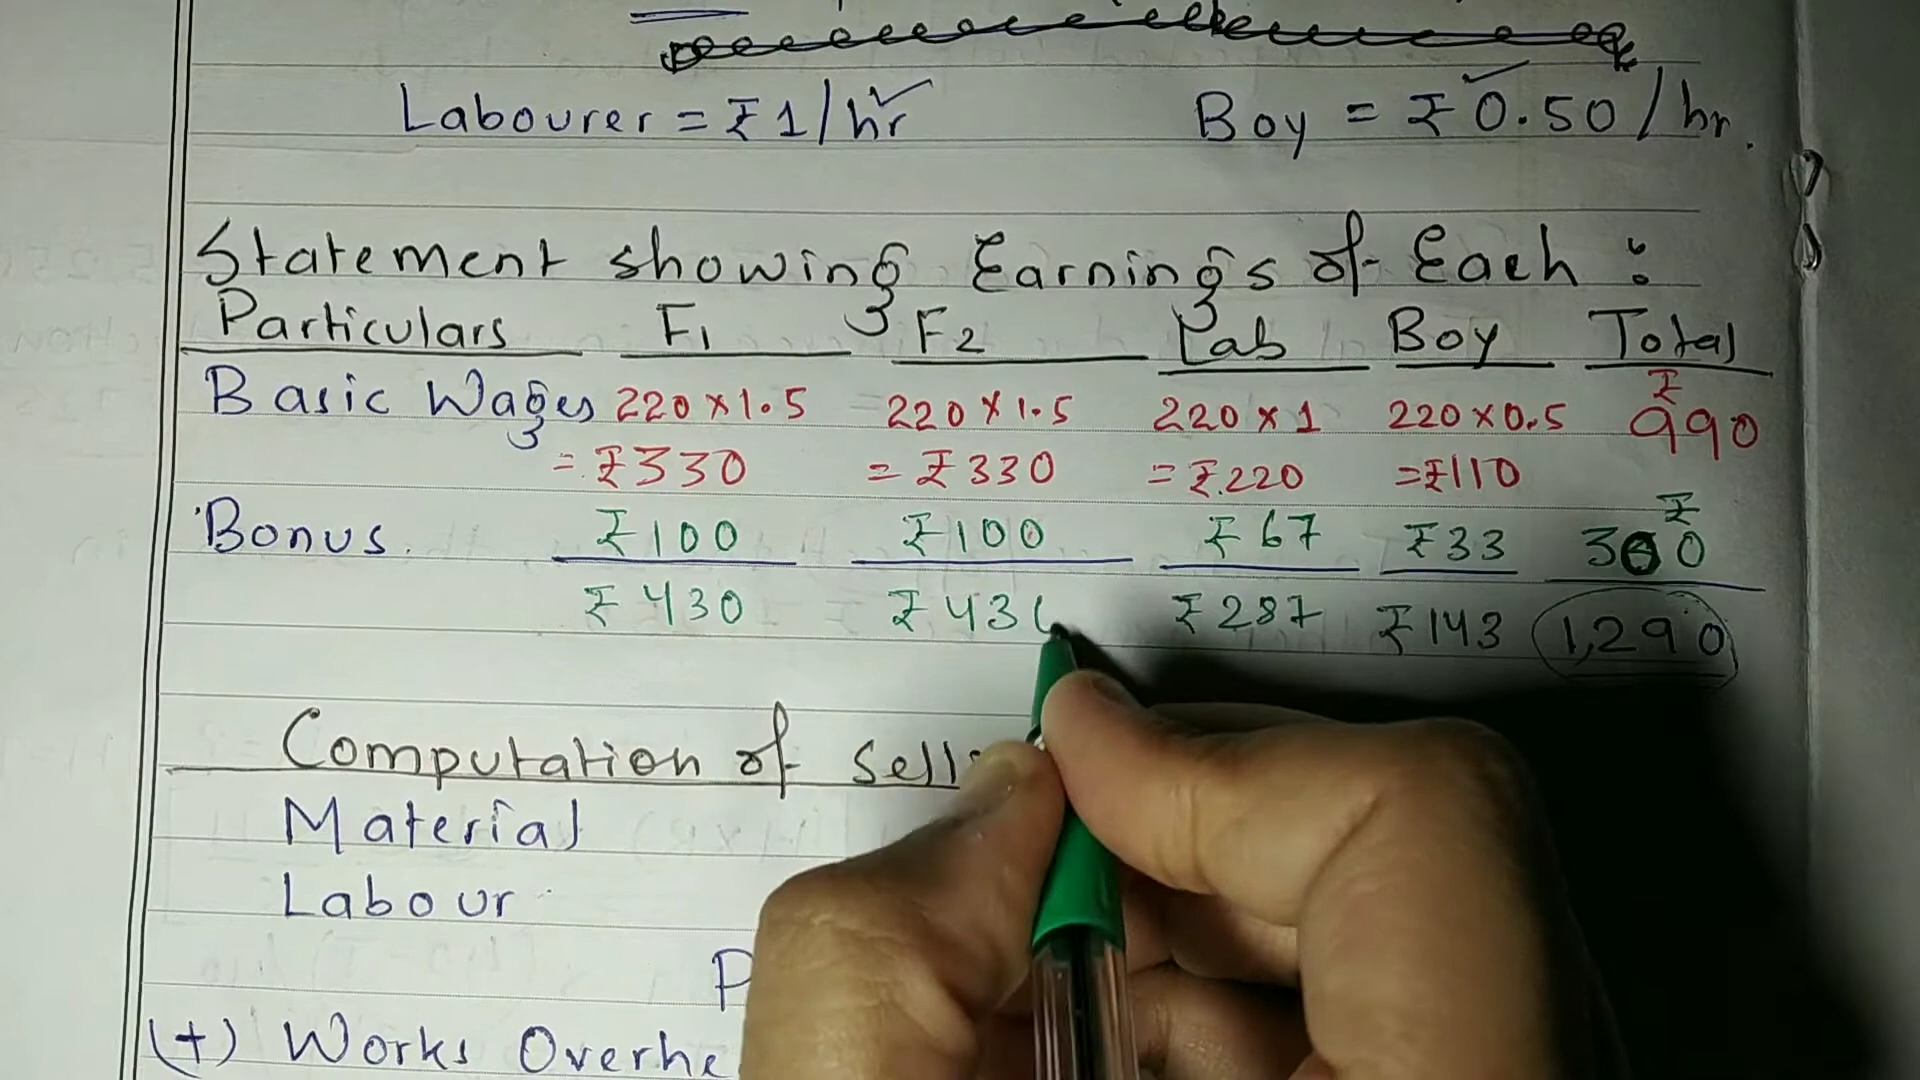 Labourer = ₹1/hr Boy = ₹0.50/hr.
Statement showing Earnings of Each :
Particulars F1 F2 Lab Boy Total
Basic Wages 220×1.5 220×1.5 220×1 220×0.5 ₹990
=₹330 =₹330 =₹220 =₹110
Bonus. ₹100 ₹100 ₹67 ₹33 ₹300
₹430 ₹43 ₹287 ₹143 1,290
Computation of
Material
Labour
(+) Works